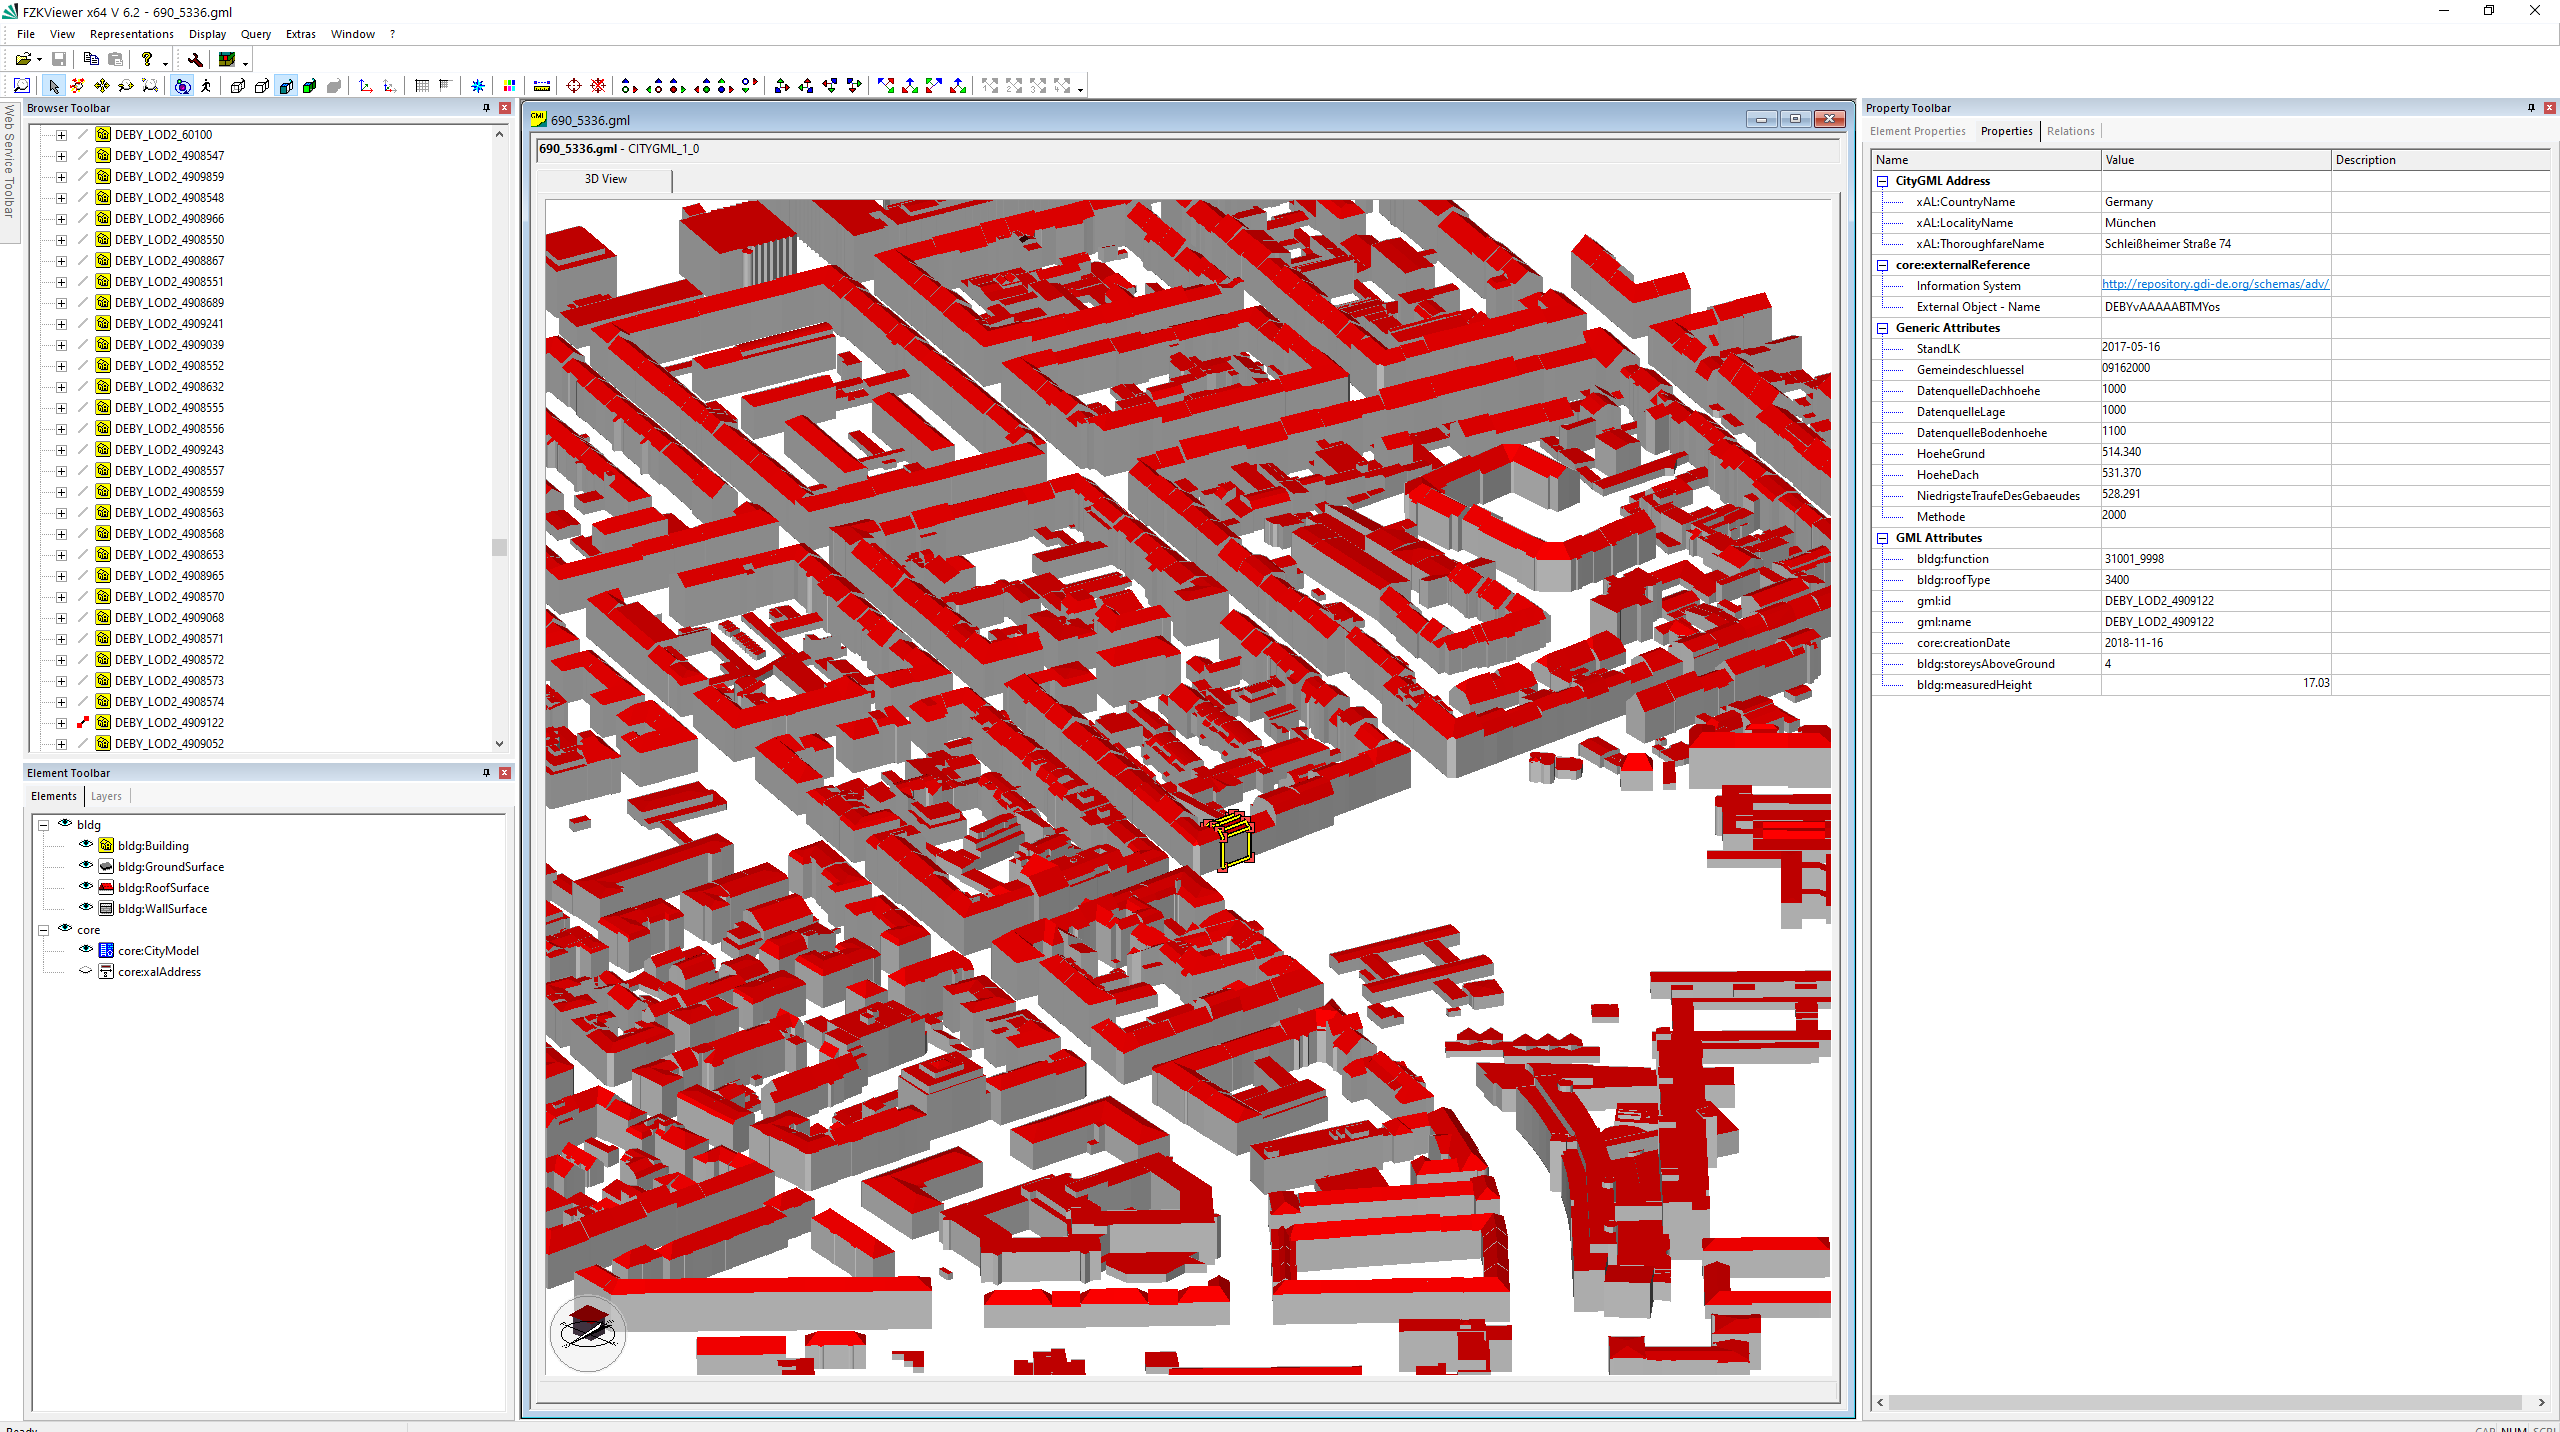 FZKViewer x64 V 6.2 - 690_5336.gml
File View Representations Display Query Extras Window ?
Web Service Toolbar
Browser Toolbar
DEBY_LOD2_60100
DEBY_LOD2_4908547
DEBY_LOD2_4909859
DEBY_LOD2_4908548
DEBY_LOD2_4908966
DEBY_LOD2_4908550
DEBY_LOD2_4908867
DEBY_LOD2_4908551
DEBY_LOD2_4908689
DEBY_LOD2_4909241
DEBY_LOD2_4909039
DEBY_LOD2_4908552
DEBY_LOD2_4908632
DEBY_LOD2_4908555
DEBY_LOD2_4908556
DEBY_LOD2_4909243
DEBY_LOD2_4908557
DEBY_LOD2_4908559
DEBY_LOD2_4908563
DEBY_LOD2_4908568
DEBY_LOD2_4908653
DEBY_LOD2_4908965
DEBY_LOD2_4908570
DEBY_LOD2_4909068
DEBY_LOD2_4908571
DEBY_LOD2_4908572
DEBY_LOD2_4908573
DEBY_LOD2_4908574
DEBY_LOD2_4909122
DEBY_LOD2_4909052
Element Toolbar
Elements Layers
bldg
bldg:Building
bldg:GroundSurface
bldg:RoofSurface
bldg:WallSurface
core
core:CityModel
core:xalAddress
GML 690_5336.gml
690_5336.gml - CITYGML_1_0
3D View
Property Toolbar
Element Properties Properties Relations
Name Value Description
CityGML Address
xAL:CountryName Germany
xAL:LocalityName München
xAL:ThoroughfareName Schleißheimer Straße 74
core:externalReference
Information System http://repository.gdi-de.org/schemas/adv/
External Object - Name DEBYvAAAAABTMYos
Generic Attributes
StandLK 2017-05-16
Gemeindeschluessel 09162000
DatenquelleDachhoehe 1000
DatenquelleLage 1000
DatenquelleBodenhoehe 1100
HoeheGrund 514.340
HoeheDach 531.370
NiedrigsteTraufeDesGebaeudes 528.291
Methode 2000
GML Attributes
bldg:function 31001_9998
bldg:roofType 3400
gml:id DEBY_LOD2_4909122
gml:name DEBY_LOD2_4909122
core:creationDate 2018-11-16
bldg:storeysAboveGround 4
bldg:measuredHeight 17.03
Ready
CAP NUM SCRL